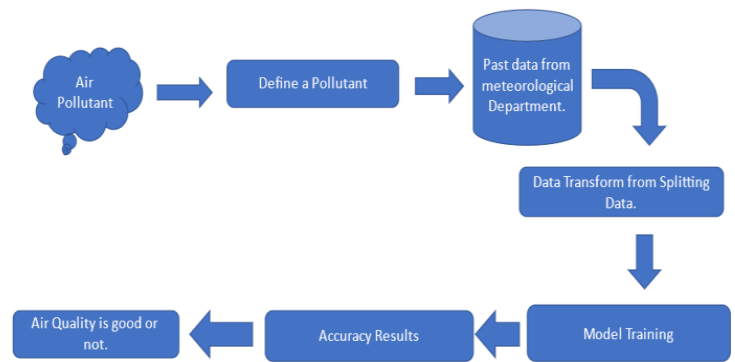 Air
Pollutant
Define a Pollutant
Past data from
meteorological
Department.
Data Transform from Splitting
Data.
Model Training
Accuracy Results
Air Quality is good or
not.